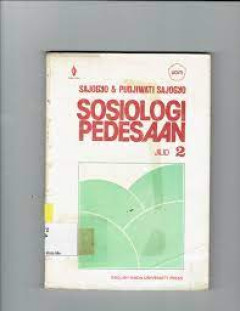 SAJOGYO & PUDJIWATI SAJOGYO
SOSIOLOGI
PEDESAAN
JILID 2
GADJAH MADA UNIVERSITY PRESS